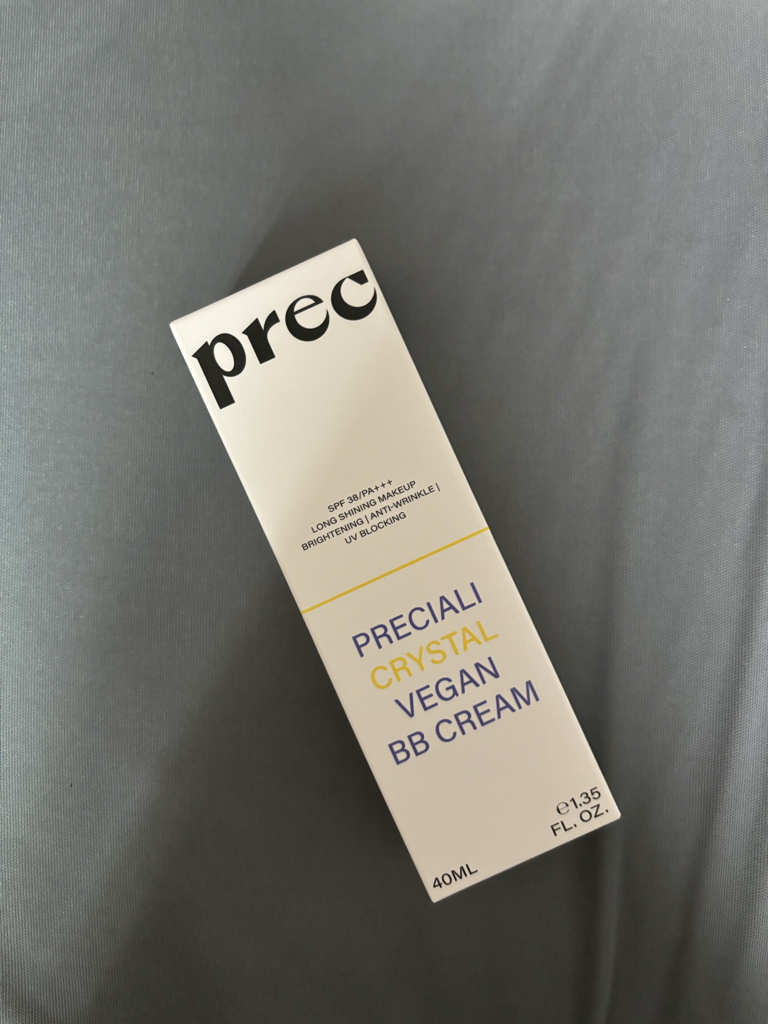 prec
SPF 38/PA+++
LONG SHINING MAKEUP
BRIGHTENING | ANTI-WRINKLE |
UV BLOCKING
PRECIALI
CRYSTAL
VEGAN
BB CREAM
40ML
℮1.35
FL. OZ.